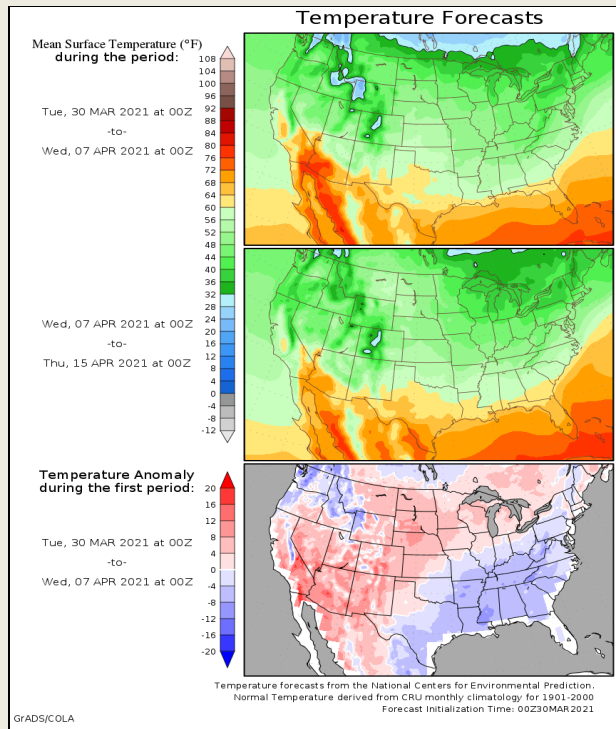 Temperature Forecasts
Mean Surface Temperature (°F)
during the period:
Tue, 30 MAR 2021 at 00Z
-to-
Wed, 07 APR 2021 at 00Z
108
104
100
96
92
88
84
80
76
72
68
64
60
56
52
48
44
40
36
32
28
24
20
16
12
8
4
0
-4
-8
-12
Wed, 07 APR 2021 at 00Z
-to-
Thu, 15 APR 2021 at 00Z
Temperature Anomaly
during the first period:
Tue, 30 MAR 2021 at 00Z
-to-
Wed, 07 APR 2021 at 00Z
20
16
12
8
4
0
-4
-8
-12
-16
-20
Temperature forecasts from the National Centers for Environmental Prediction.
Normal Temperature derived from CRU monthly climatology for 1901-2000
Forecast Initialization Time: 00Z30MAR2021
GrADS/COLA